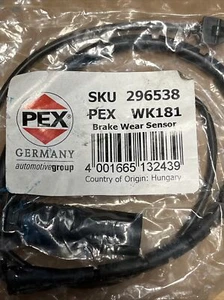 PEX
GERMANY
automotivegroup
SKU 296538
PEX WK181
Brake Wear Sensor
4 001665 132439
Country of Origin: Hungary